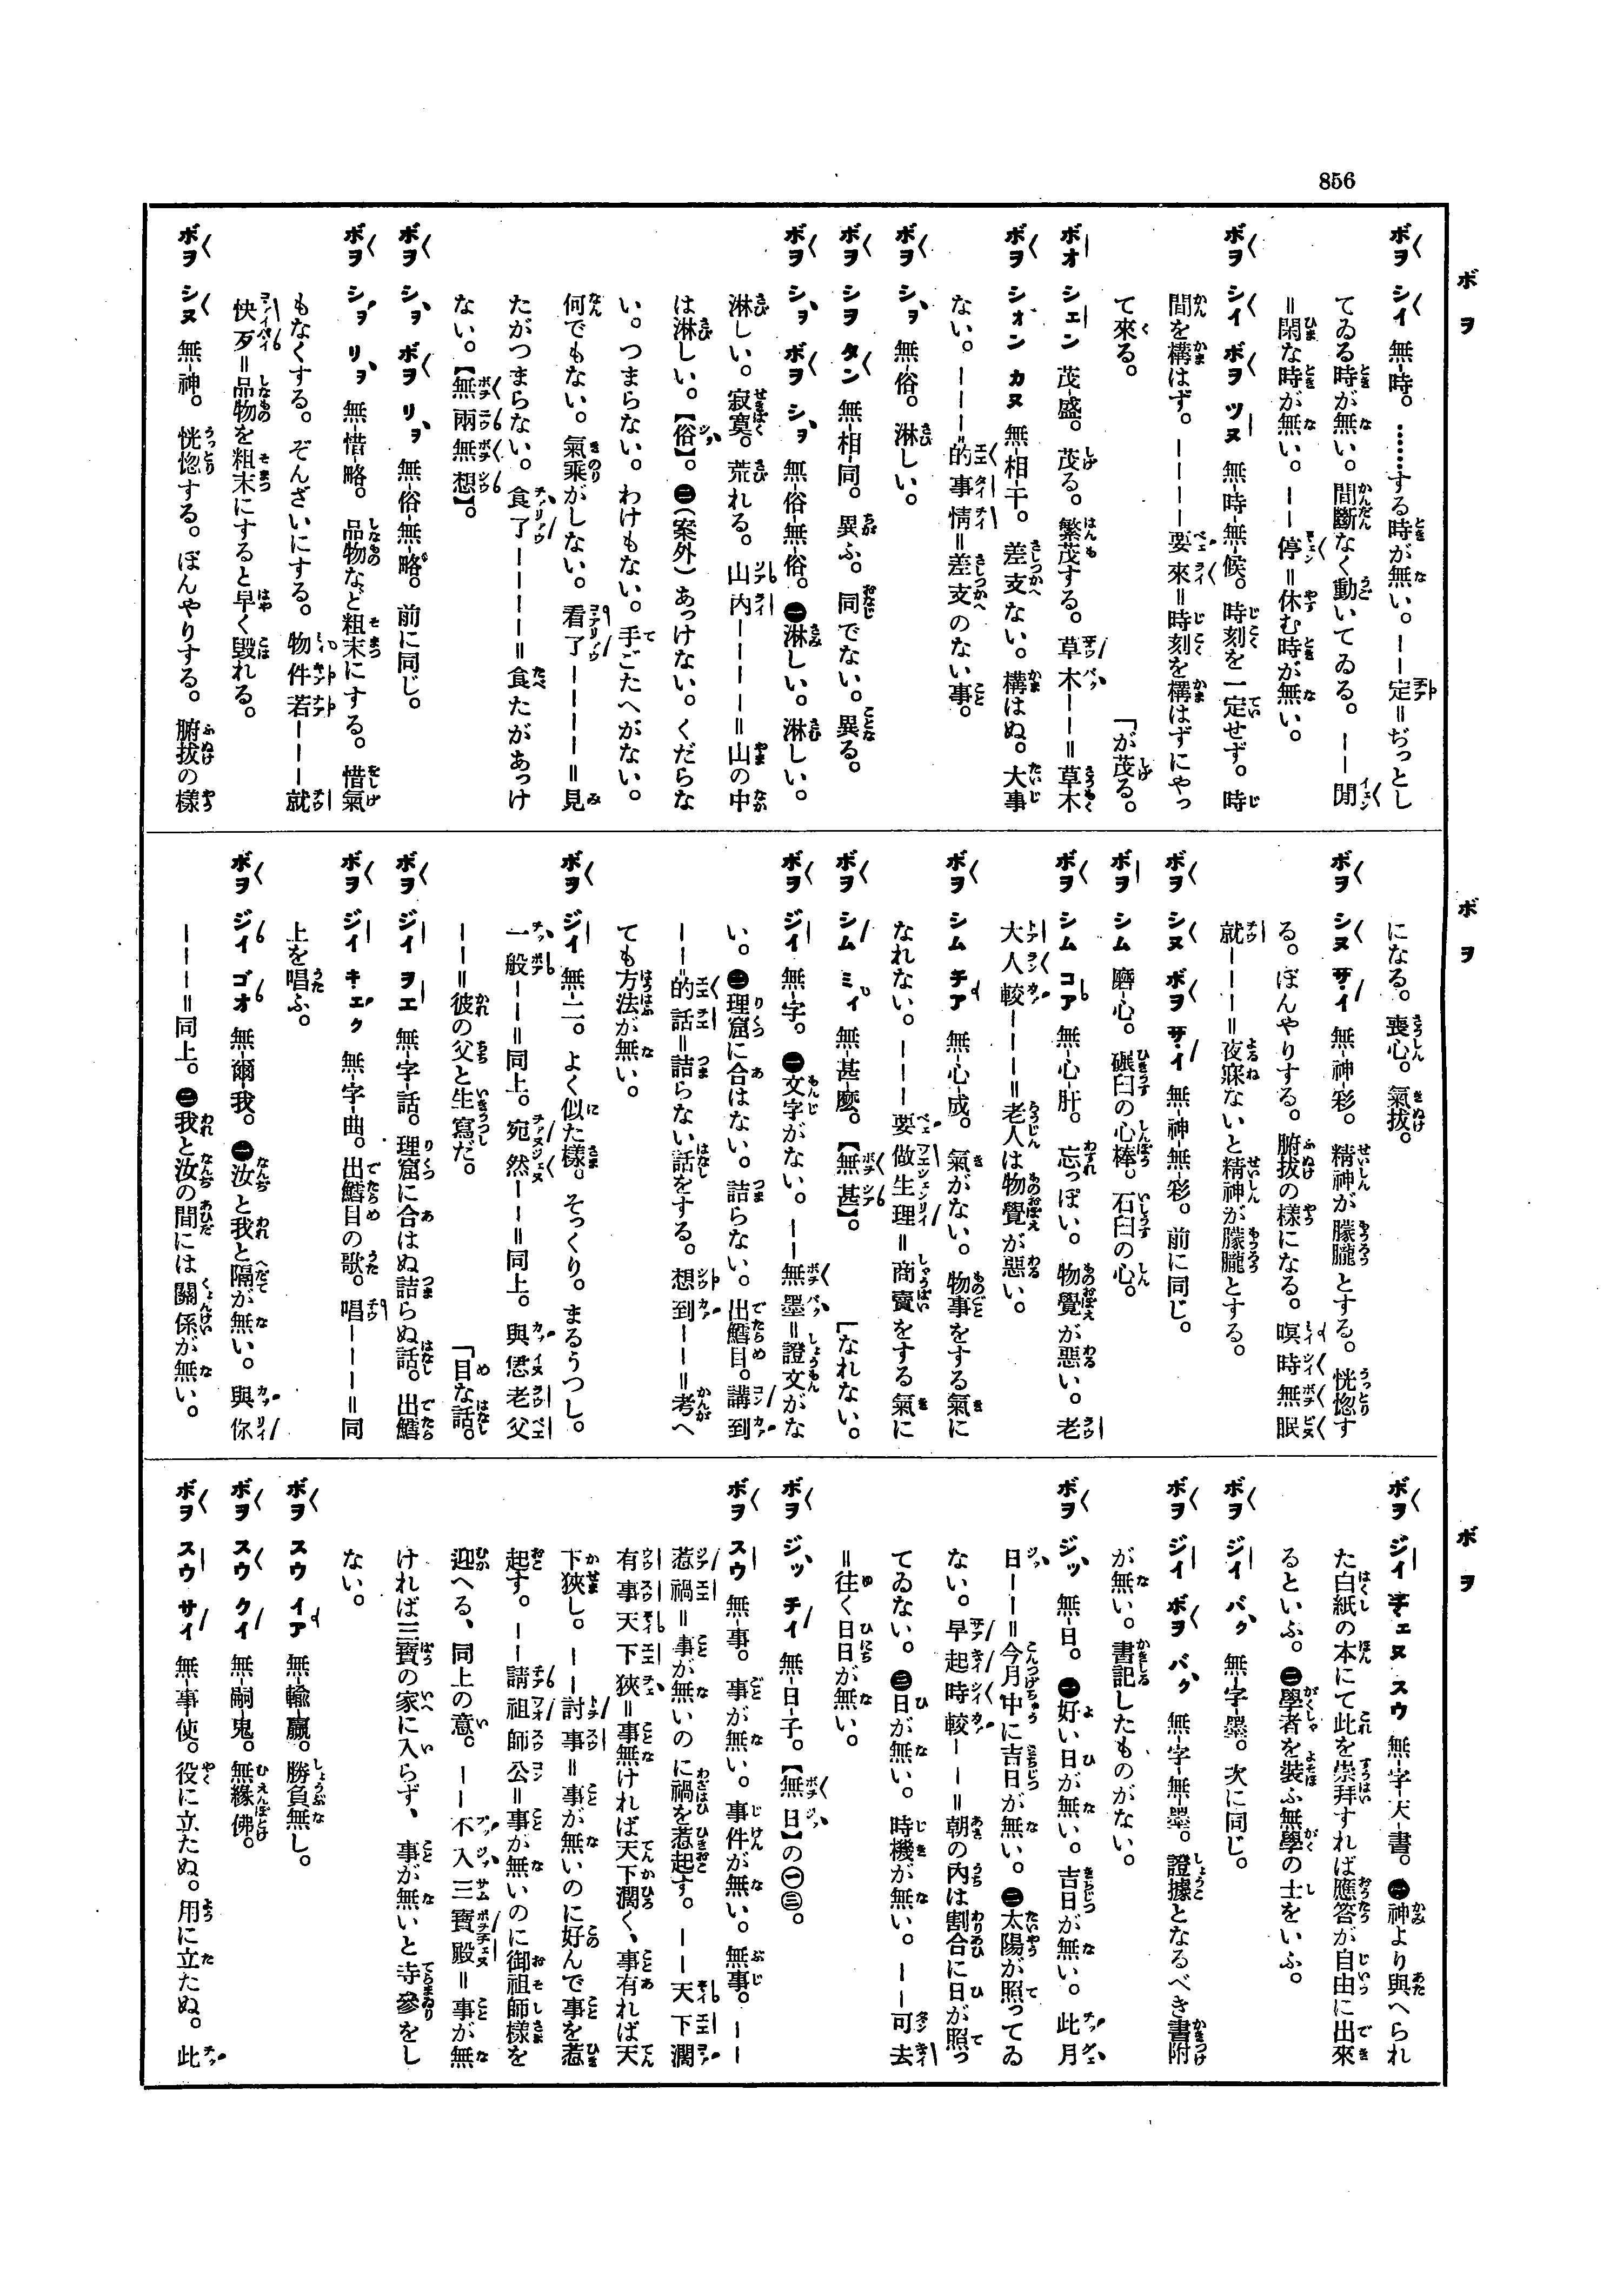 856
ボヲ
ボヲ
ボヲ
ボヲ シイ 無-時。……する時が無い。――定＝ぢっとし
てゐる時が無い。間斷なく動いてゐる。――閒
＝閑な時が無い。――停＝休む時が無い。
ボヲ シイ ボヲ ツヌ 無-時-無-候。時刻を一定せず。時
間を構はず。――――要來＝時刻を構はずにやっ
て來る。「が茂る。
ボオ シェン 茂-盛。茂る。繁茂する。草木――＝草木
ボヲ シォン カヌ 無-相-干。差支ない。構はぬ。大事
ない。―――的事情＝差支のない事。
ボヲ シヨ 無-俗。淋しい。
ボヲ シヲ タン 無-相-同。異ふ。同でない。異る。
ボヲ シヨ ボヲ シヨ 無-俗-無-俗。㊀淋しい。淋しい。
淋しい。寂寞。荒れる。山內――――＝山の中
は淋しい。【俗】。㊁(案外)あっけない。くだらな
い。つまらない。わけもない。手ごたへがない。
何でもない。氣乘がしない。看了――――＝見
たがつまらない。食了――――＝食たがあっけ
ない。【無兩無想】。
ボヲ シヨ ボヲ リヨ 無-俗-無-略。前に同じ。
ボヲ シヨ リヨ 無-惜-略。品物など粗末にする。惜氣
もなくする。ぞんざいにする。物件若―――就
快歹＝品物を粗末にすると早く毀れる。
ボヲ シヌ 無-神。恍惚する。ぼんやりする。腑拔の樣
になる。喪心。氣拔。
ボヲ シヌ サイ 無-神-彩。精神が朦朧とする。恍惚す
る。ぼんやりする。腑拔の樣になる。暝時無眠
就―――＝夜寐ないと精神が朦朧とする。
ボヲ シヌ ボヲ サイ 無-神-無-彩。前に同じ。
ボヲ シム 磨-心。碾臼の心棒。石臼の心。
ボヲ シム コア 無-心-肝。忘っぽい。物覺が惡い。老
大人較―――＝老人は物覺が惡い。
ボヲ シム チア 無-心-成。氣がない。物事をする氣に
なれない。―――要做生理＝商賣をする氣に
ボヲ シム ミイ 無-甚-麽。【無甚】。「なれない。
ボヲ ジイ 無-字。㊀文字がない。――無墨＝證文がな
い。㊁理窟に合はない。詰らない。出鱈目。講到
――的話＝詰らない話をする。想到―――＝考へ
ても方法が無い。
ボヲ ジイ 無-二。よく似た樣。そっくり。まるうつし。
一般――＝同上。宛然――＝同上。與恁老父
――＝彼の父と生寫だ。「目な話。
ボヲ ジイ ヲエ 無-字-話。理窟に合はぬ詰らぬ話。出鱈
ボヲ ジイ キェク 無-字-曲。出鱈目の歌。唱―――＝同
上を唱ふ。
ボヲ ジイ ゴオ 無-爾-我。㊀汝と我と隔が無い。與你
―――＝同上。㊁我と汝の間には關係が無い。
ボヲ ジイ チェヌ スウ 無-字-天-書。㊀神より與へられ
た白紙の本にて此を崇拜すれば應答が自由に出來
るといふ。㊁學者を裝ふ無學の士をいふ。
ボヲ ジイ バク 無-字-墨。次に同じ。
ボヲ ジイ ボヲ バク 無-字-無-墨。證據となるべき書附
が無い。書記したものがない。
ボヲ ジッ 無-日。㊀好い日が無い。吉日が無い。此月
日――＝今月中に吉日が無い。㊁太陽が照ってゐ
ない。早起時較――＝朝の內は割合に日が照っ
てゐない。㊂日が無い。時機が無い。――可去
＝往く日日が無い。
ボヲ ジッ チイ 無-日-子。【無日】の㊀㊂。
ボヲ スウ 無-事。事が無い。事件が無い。無事。――
惹禍＝事が無いのに禍を惹起す。――天下濶
有事天下狹＝事無ければ天下濶く、事有れば天
下狹し。――討事＝事が無いのに好んで事を惹
起す。――請祖師公＝事が無いのに御祖師樣を
迎へる、同上の意。――不入三寶殿＝事が無
ければ三寶の家に入らず、事が無いと寺參をし
ない。
ボヲ スウ イア 無-輸-贏。勝負無し。
ボヲ スウ クイ 無-嗣-鬼。無緣佛。
ボヲ スウ サイ 無-事-使。役に立たぬ。用に立たぬ。此